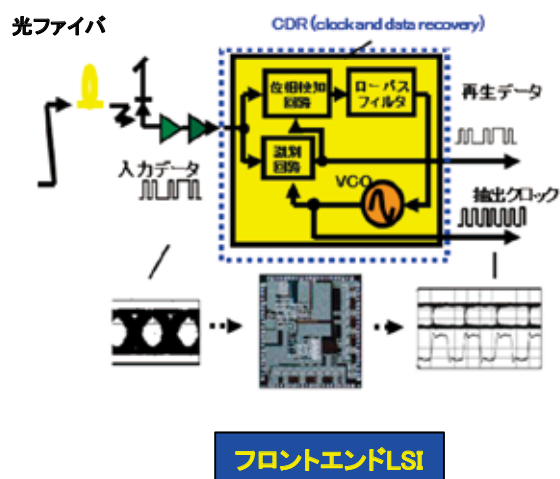 光ファイバ
CDR (clock and data recovery)
位相検知
回路
ローパス
フィルタ
再生データ
入力データ
識別
回路
VCO
抽出クロック
フロントエンドLSI